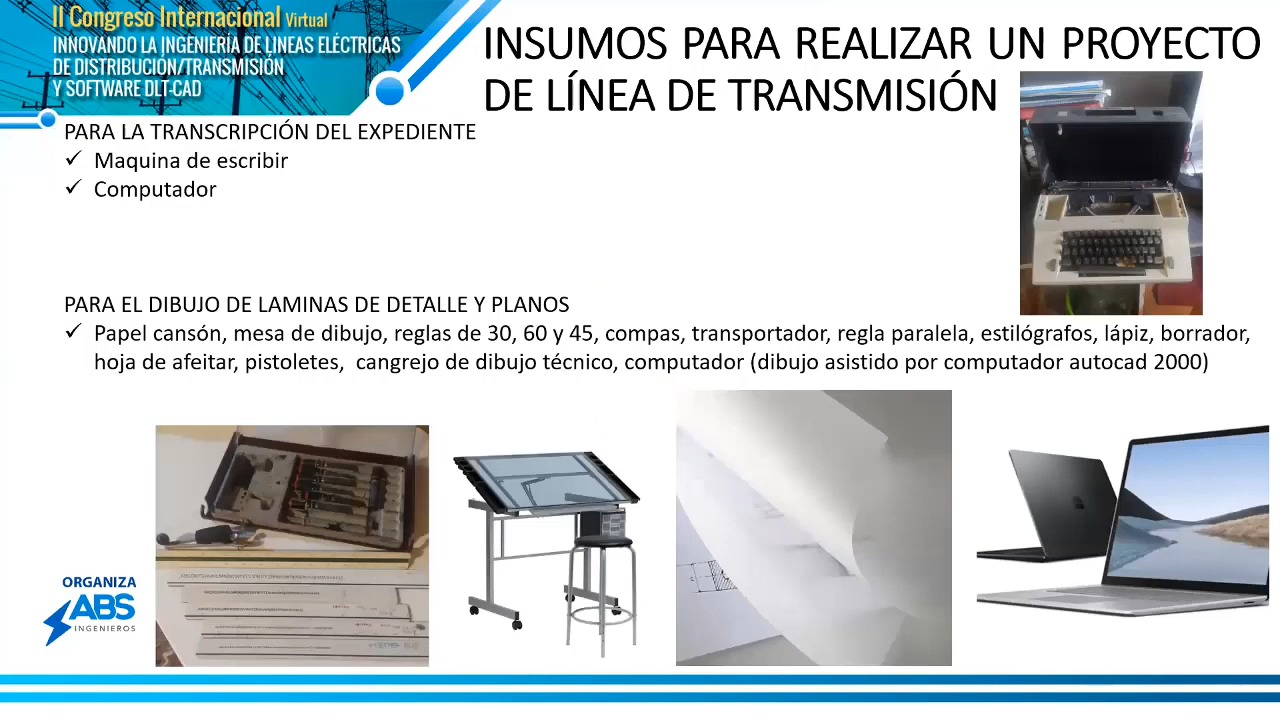 II Congreso Internacional Virtual
INNOVANDO LA INGENIERÍA DE LÍNEAS ELÉCTRICAS
DE DISTRIBUCIÓN/TRANSMISIÓN
Y SOFTWARE DLT-CAD
INSUMOS PARA REALIZAR UN PROYECTO
DE LÍNEA DE TRANSMISIÓN
PARA LA TRANSCRIPCIÓN DEL EXPEDIENTE
✓ Maquina de escribir
✓ Computador
PARA EL DIBUJO DE LAMINAS DE DETALLE Y PLANOS
✓ Papel cansón, mesa de dibujo, reglas de 30, 60 y 45, compas, transportador, regla paralela, estilógrafos, lápiz, borrador,
hoja de afeitar, pistoletes, cangrejo de dibujo técnico, computador (dibujo asistido por computador autocad 2000)
ORGANIZA
ABS
INGENIEROS